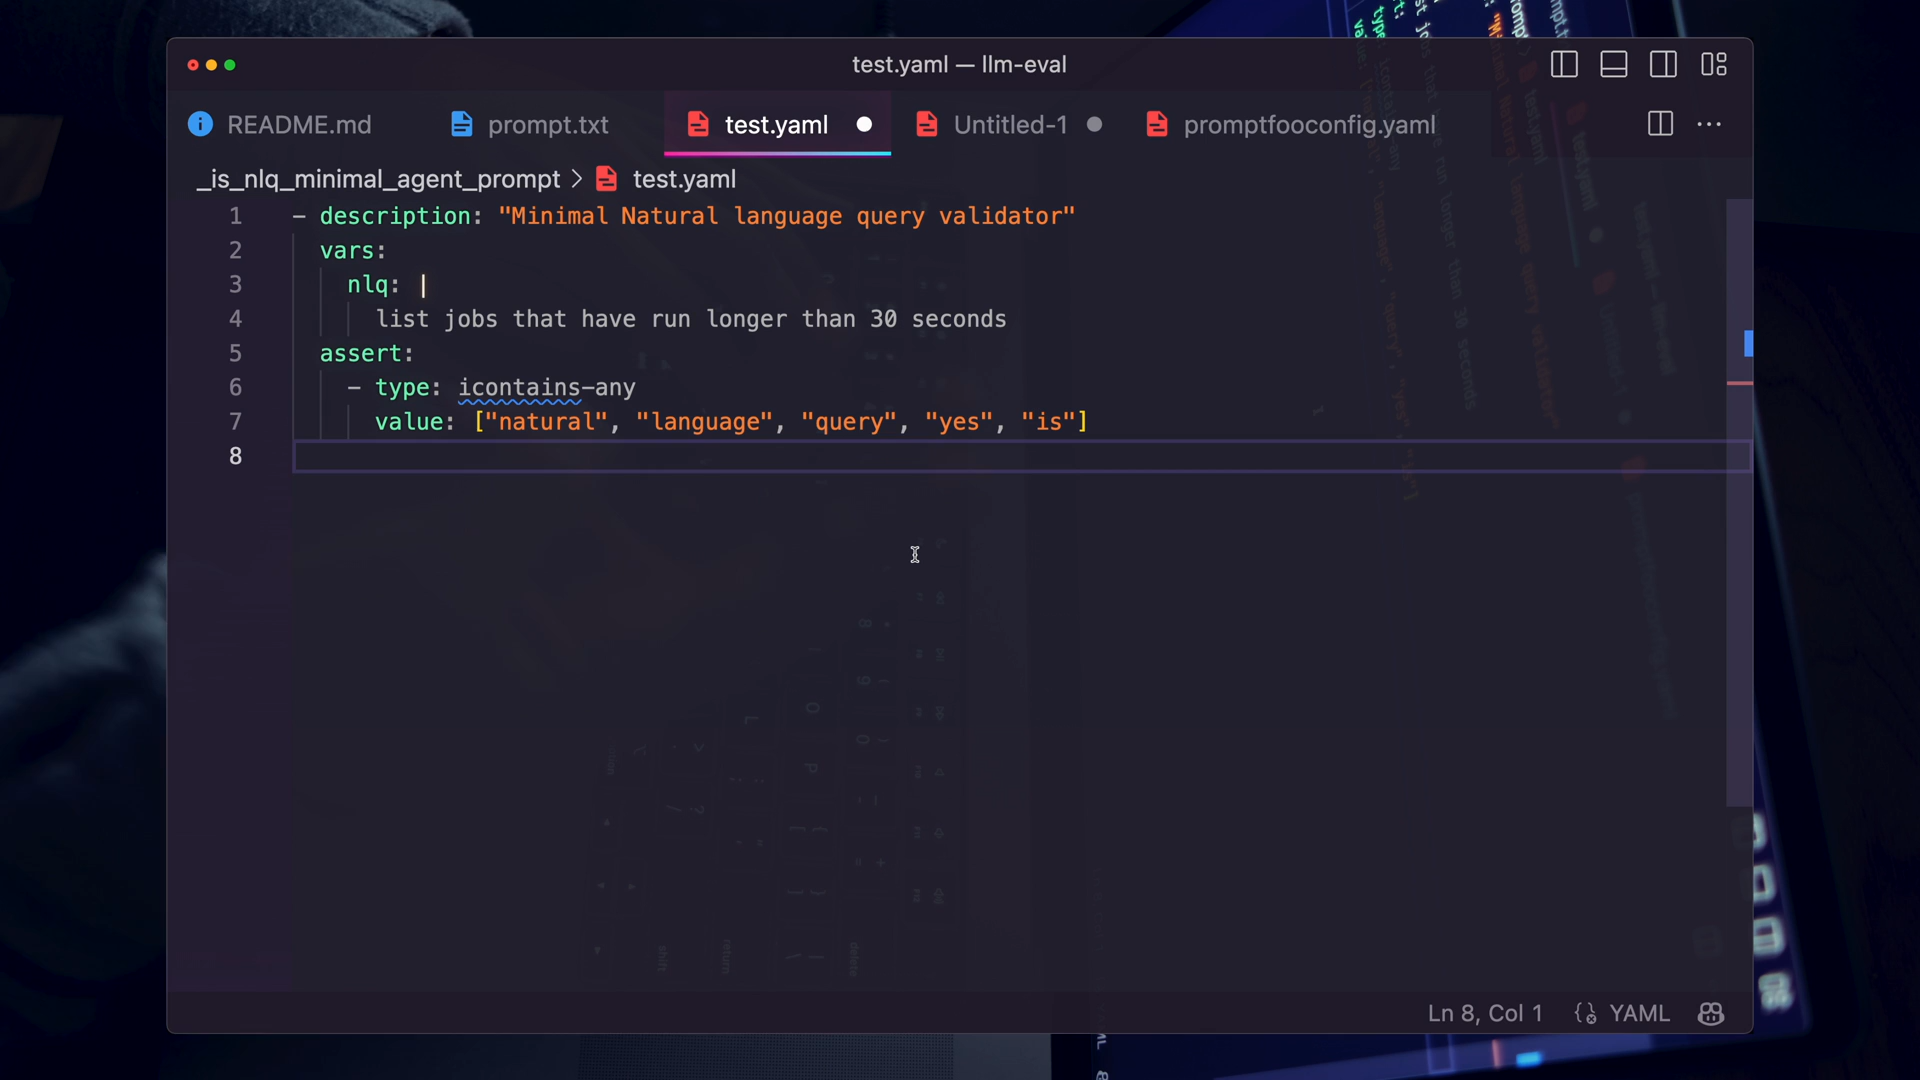 test.yaml — llm-eval
README.md prompt.txt test.yaml Untitled-1 promptfooconfig.yaml
_is_nlq_minimal_agent_prompt > test.yaml
1 - description: "Minimal Natural language query validator"
2 vars:
3 nlq: |
4 list jobs that have run longer than 30 seconds
5 assert:
6 - type: icontains-any
7 value: ["natural", "language", "query", "yes", "is"]
8
Ln 8, Col 1 YAML